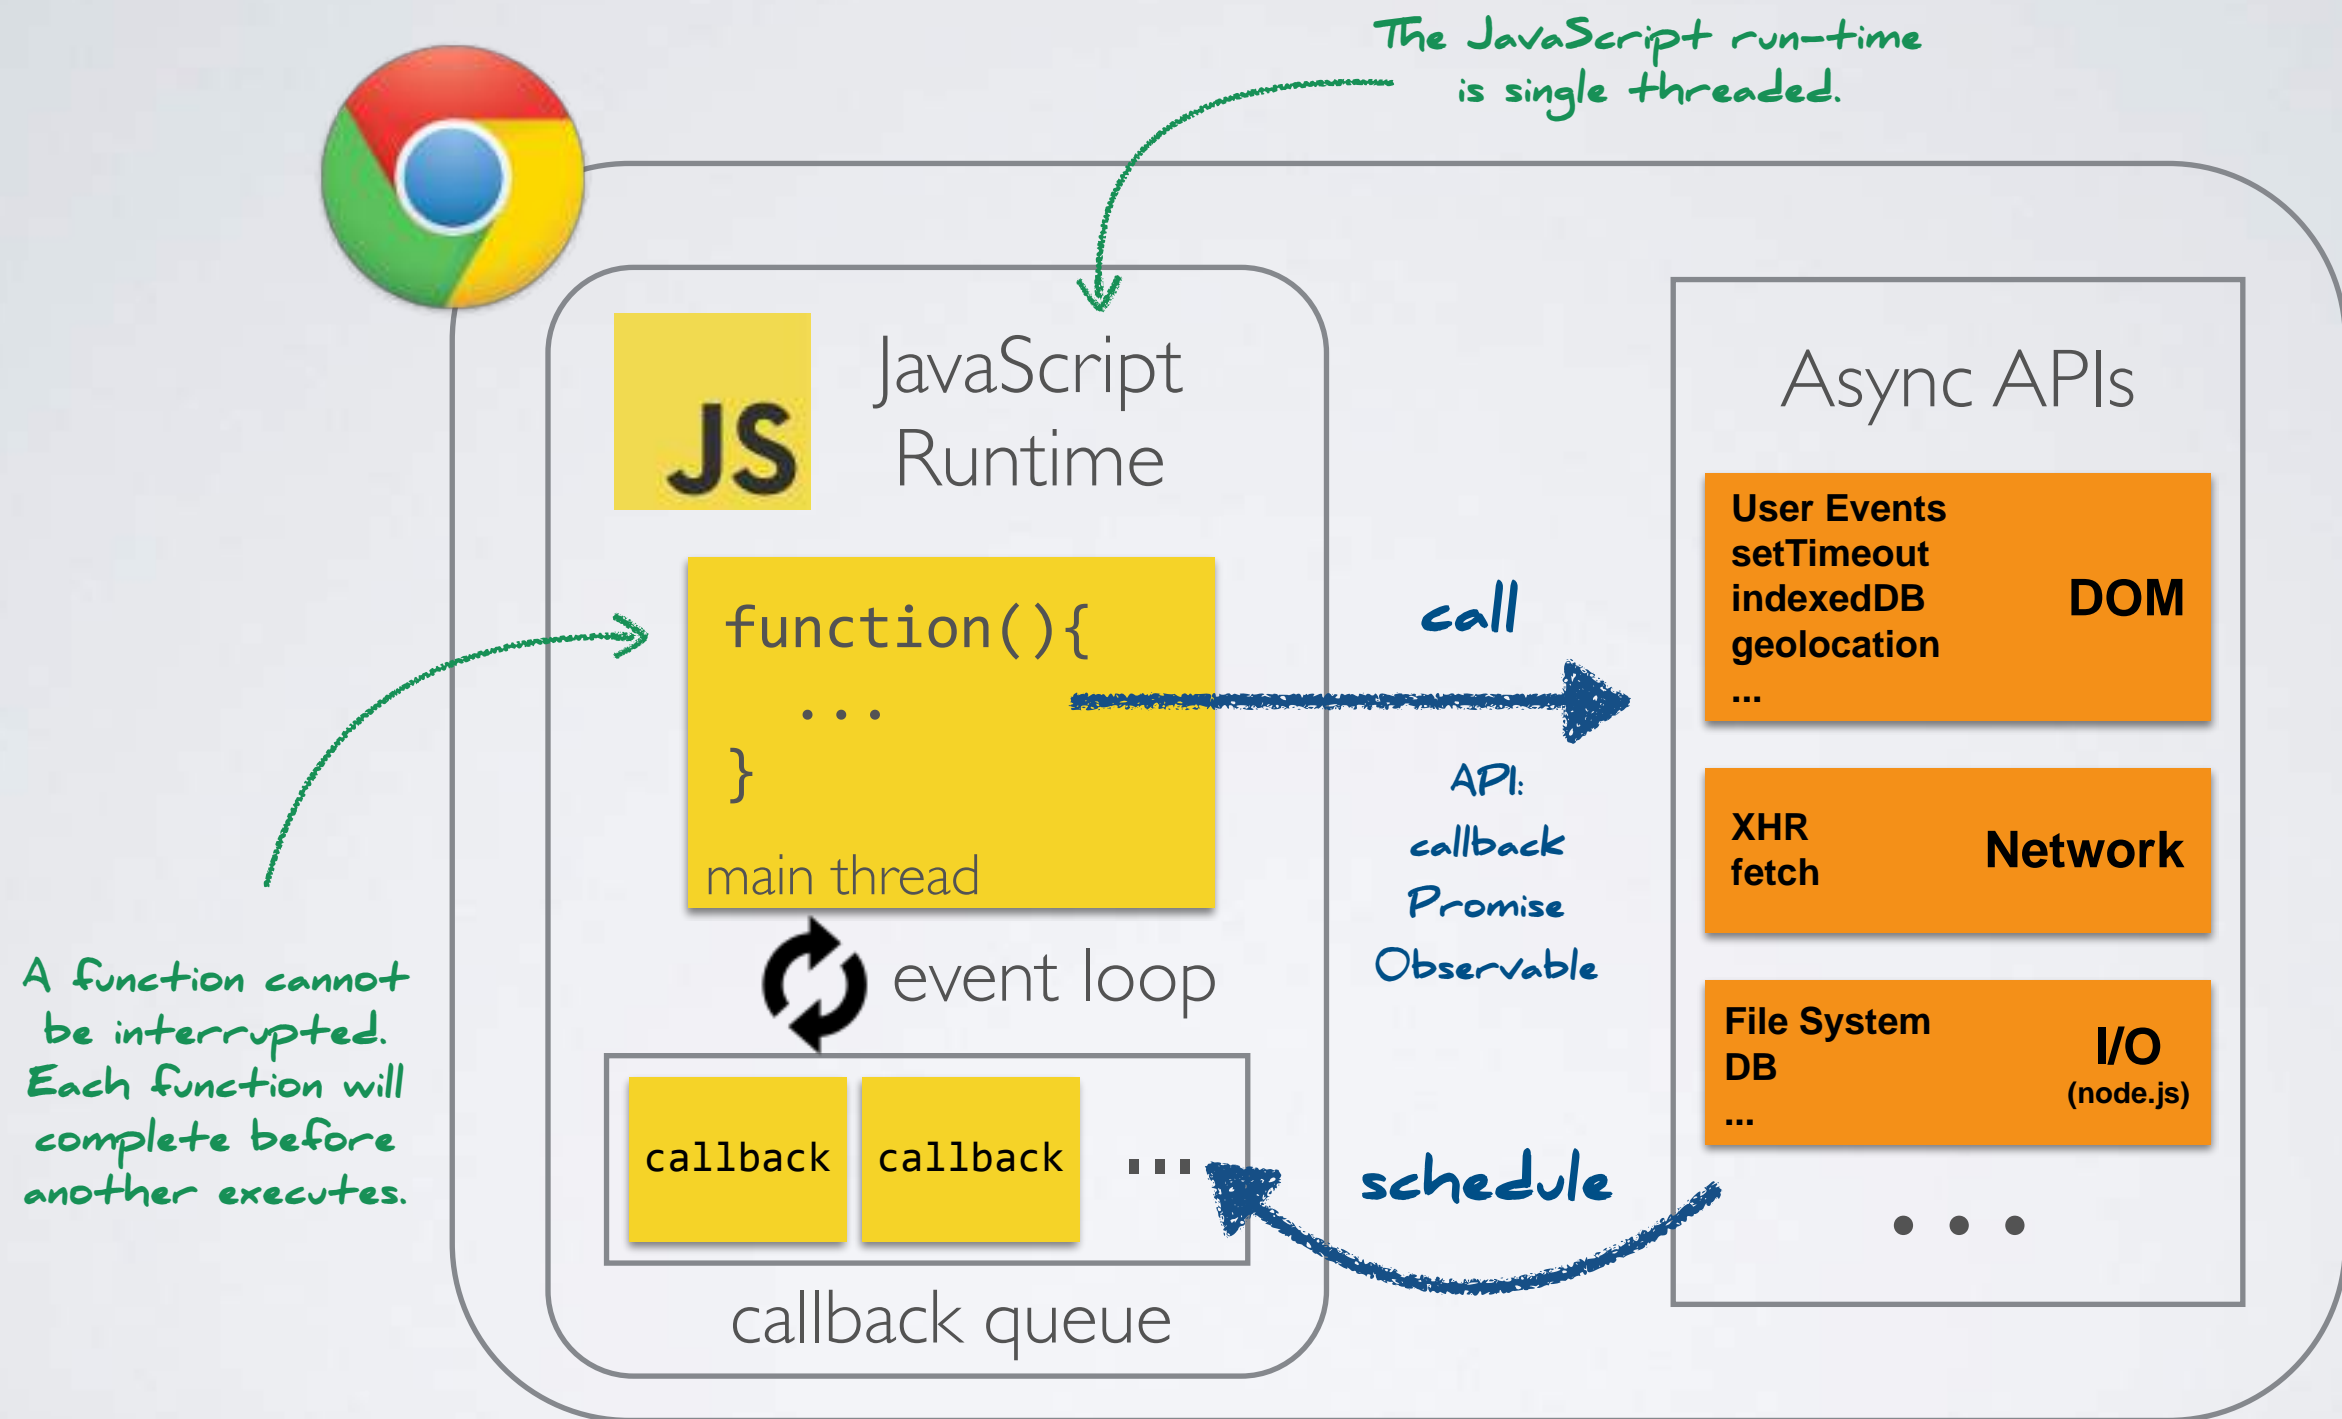 The JavaScript run-time
is single threaded.
JS
JavaScript
Runtime
function(){
...
}
main thread
event loop
callback
callback
...
callback queue
A function cannot
be interrupted.
Each function will
complete before
another executes.
call
API:
callback
Promise
Observable
schedule
Async APIs
User Events
setTimeout
indexedDB
geolocation
...
DOM
XHR
fetch
Network
File System
DB
...
I/O
(node.js)
...